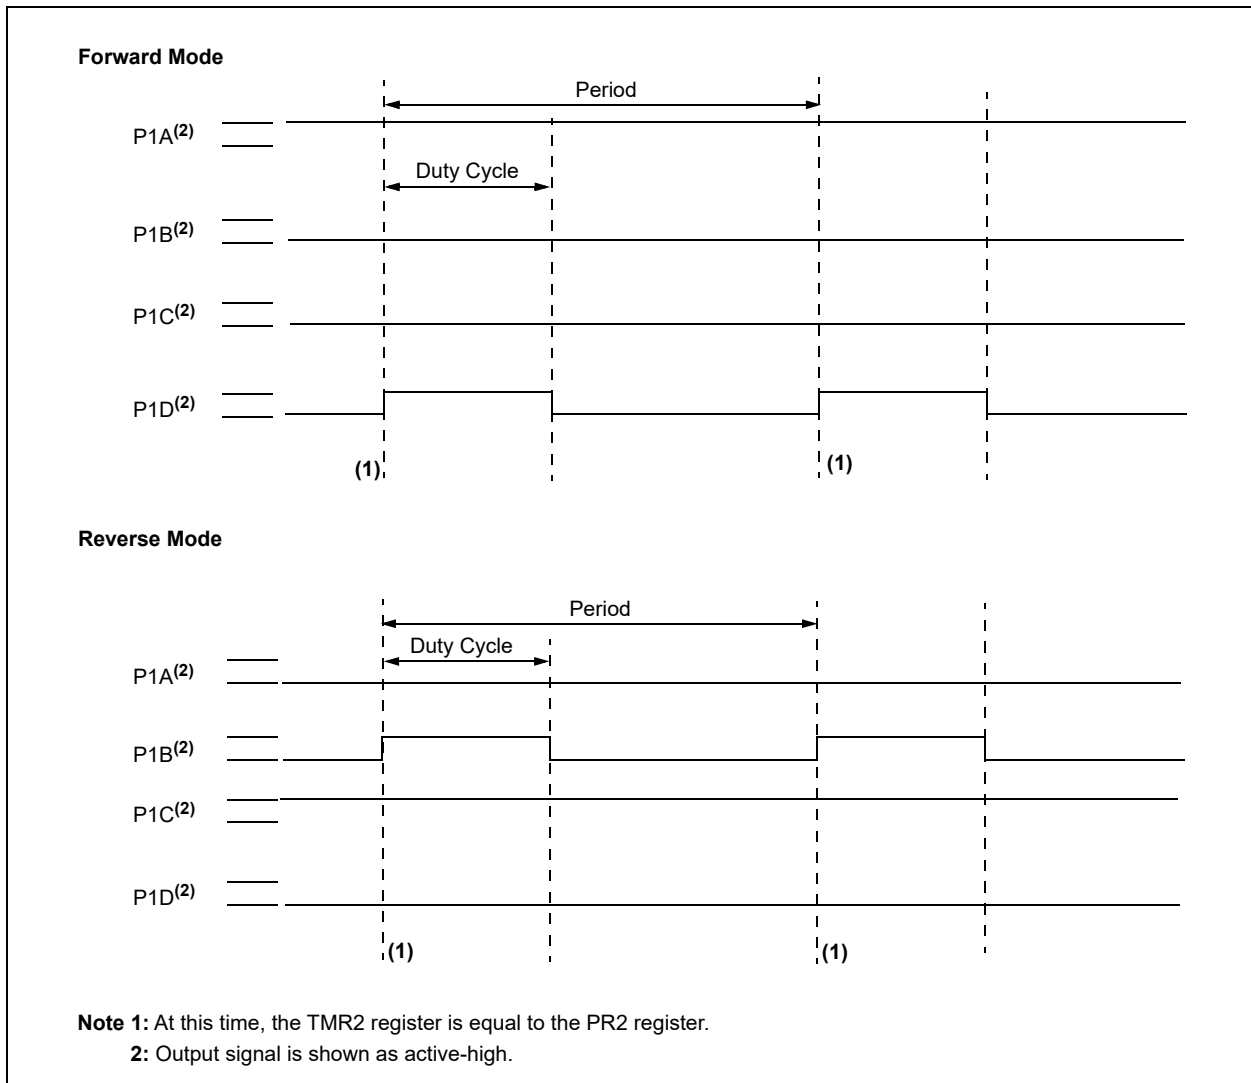 Forward Mode
Period
P1A(2)
Duty Cycle
P1B(2)
P1C(2)
P1D(2)
(1)
(1)
Reverse Mode
Period
Duty Cycle
P1A(2)
P1B(2)
P1C(2)
P1D(2)
(1)
(1)
Note 1: At this time, the TMR2 register is equal to the PR2 register.
2: Output signal is shown as active-high.